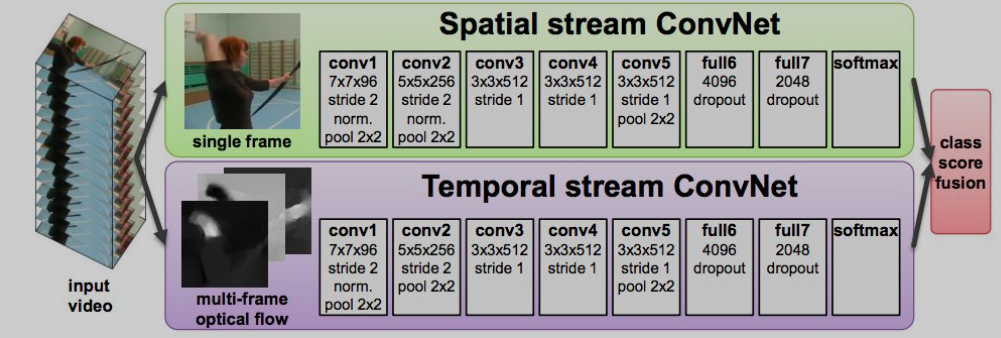 Spatial stream ConvNet
single frame
conv1
7x7x96
stride 2
norm.
pool 2x2
conv2
5x5x256
stride 2
norm.
pool 2x2
conv3
3x3x512
stride 1
conv4
3x3x512
stride 1
conv5
3x3x512
stride 1
pool 2x2
full6
4096
dropout
full7
2048
dropout
softmax
Temporal stream ConvNet
input
video
multi-frame
optical flow
conv1
7x7x96
stride 2
norm.
pool 2x2
conv2
5x5x256
stride 2
pool 2x2
conv3
3x3x512
stride 1
conv4
3x3x512
stride 1
conv5
3x3x512
stride 1
pool 2x2
full6
4096
dropout
full7
2048
dropout
softmax
class
score
fusion